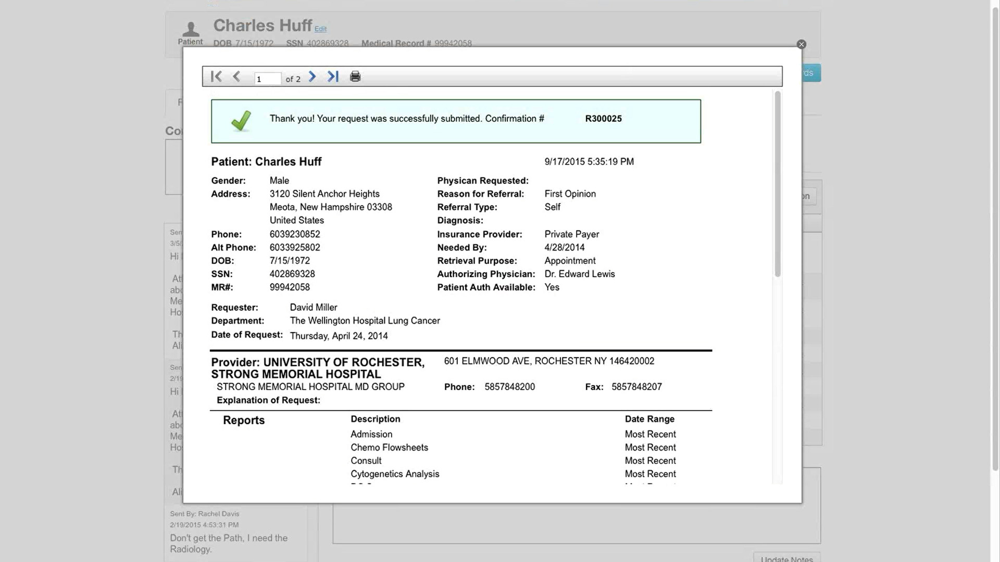 Charles Huff Edit
Patient DOB 7/15/1972 SSN 402869328 Medical Record # 99942058
1 of 2
Thank you! Your request was successfully submitted. Confirmation # R300025
Patient: Charles Huff 9/17/2015 5:35:19 PM
Gender: Male Physican Requested:
Address: 3120 Silent Anchor Heights Reason for Referral: First Opinion
Meota, New Hampshire 03308 Referral Type: Self
United States Diagnosis:
Phone: 6039230852 Insurance Provider: Private Payer
Alt Phone: 6033925802 Needed By: 4/28/2014
DOB: 7/15/1972 Retrieval Purpose: Appointment
SSN: 402869328 Authorizing Physician: Dr. Edward Lewis
MR#: 99942058 Patient Auth Available: Yes
Requester: David Miller
Department: The Wellington Hospital Lung Cancer
Date of Request: Thursday, April 24, 2014
Provider: UNIVERSITY OF ROCHESTER, 601 ELMWOOD AVE, ROCHESTER NY 146420002
STRONG MEMORIAL HOSPITAL
STRONG MEMORIAL HOSPITAL MD GROUP Phone: 5857848200 Fax: 5857848207
Explanation of Request:
Reports Description Date Range
Admission Most Recent
Chemo Flowsheets Most Recent
Consult Most Recent
Cytogenetics Analysis Most Recent
Sent By: Rachel Davis
2/19/2015 4:53:31 PM
Don't get the Path, I need the
Radiology.
Update Notes